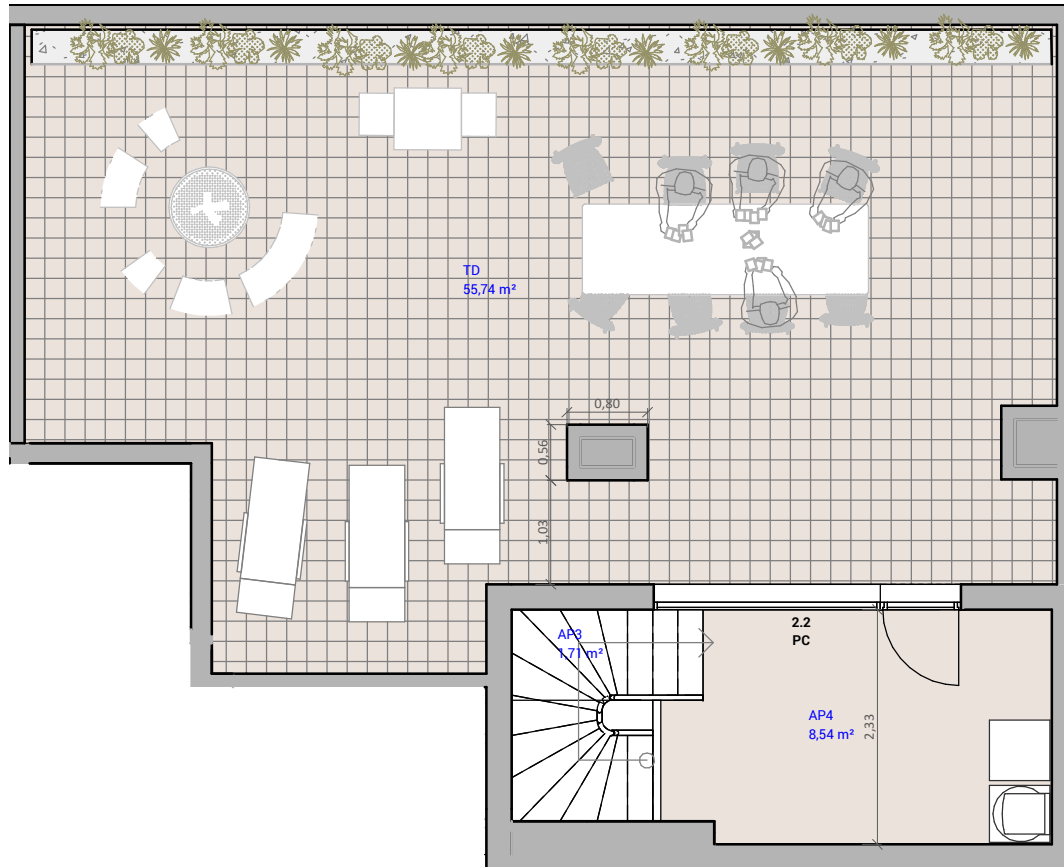 TD
55,74 m²
0,80
0,56
1,03
AP3
1,71 m²
2.2
PC
AP4
8,54 m²
2,33